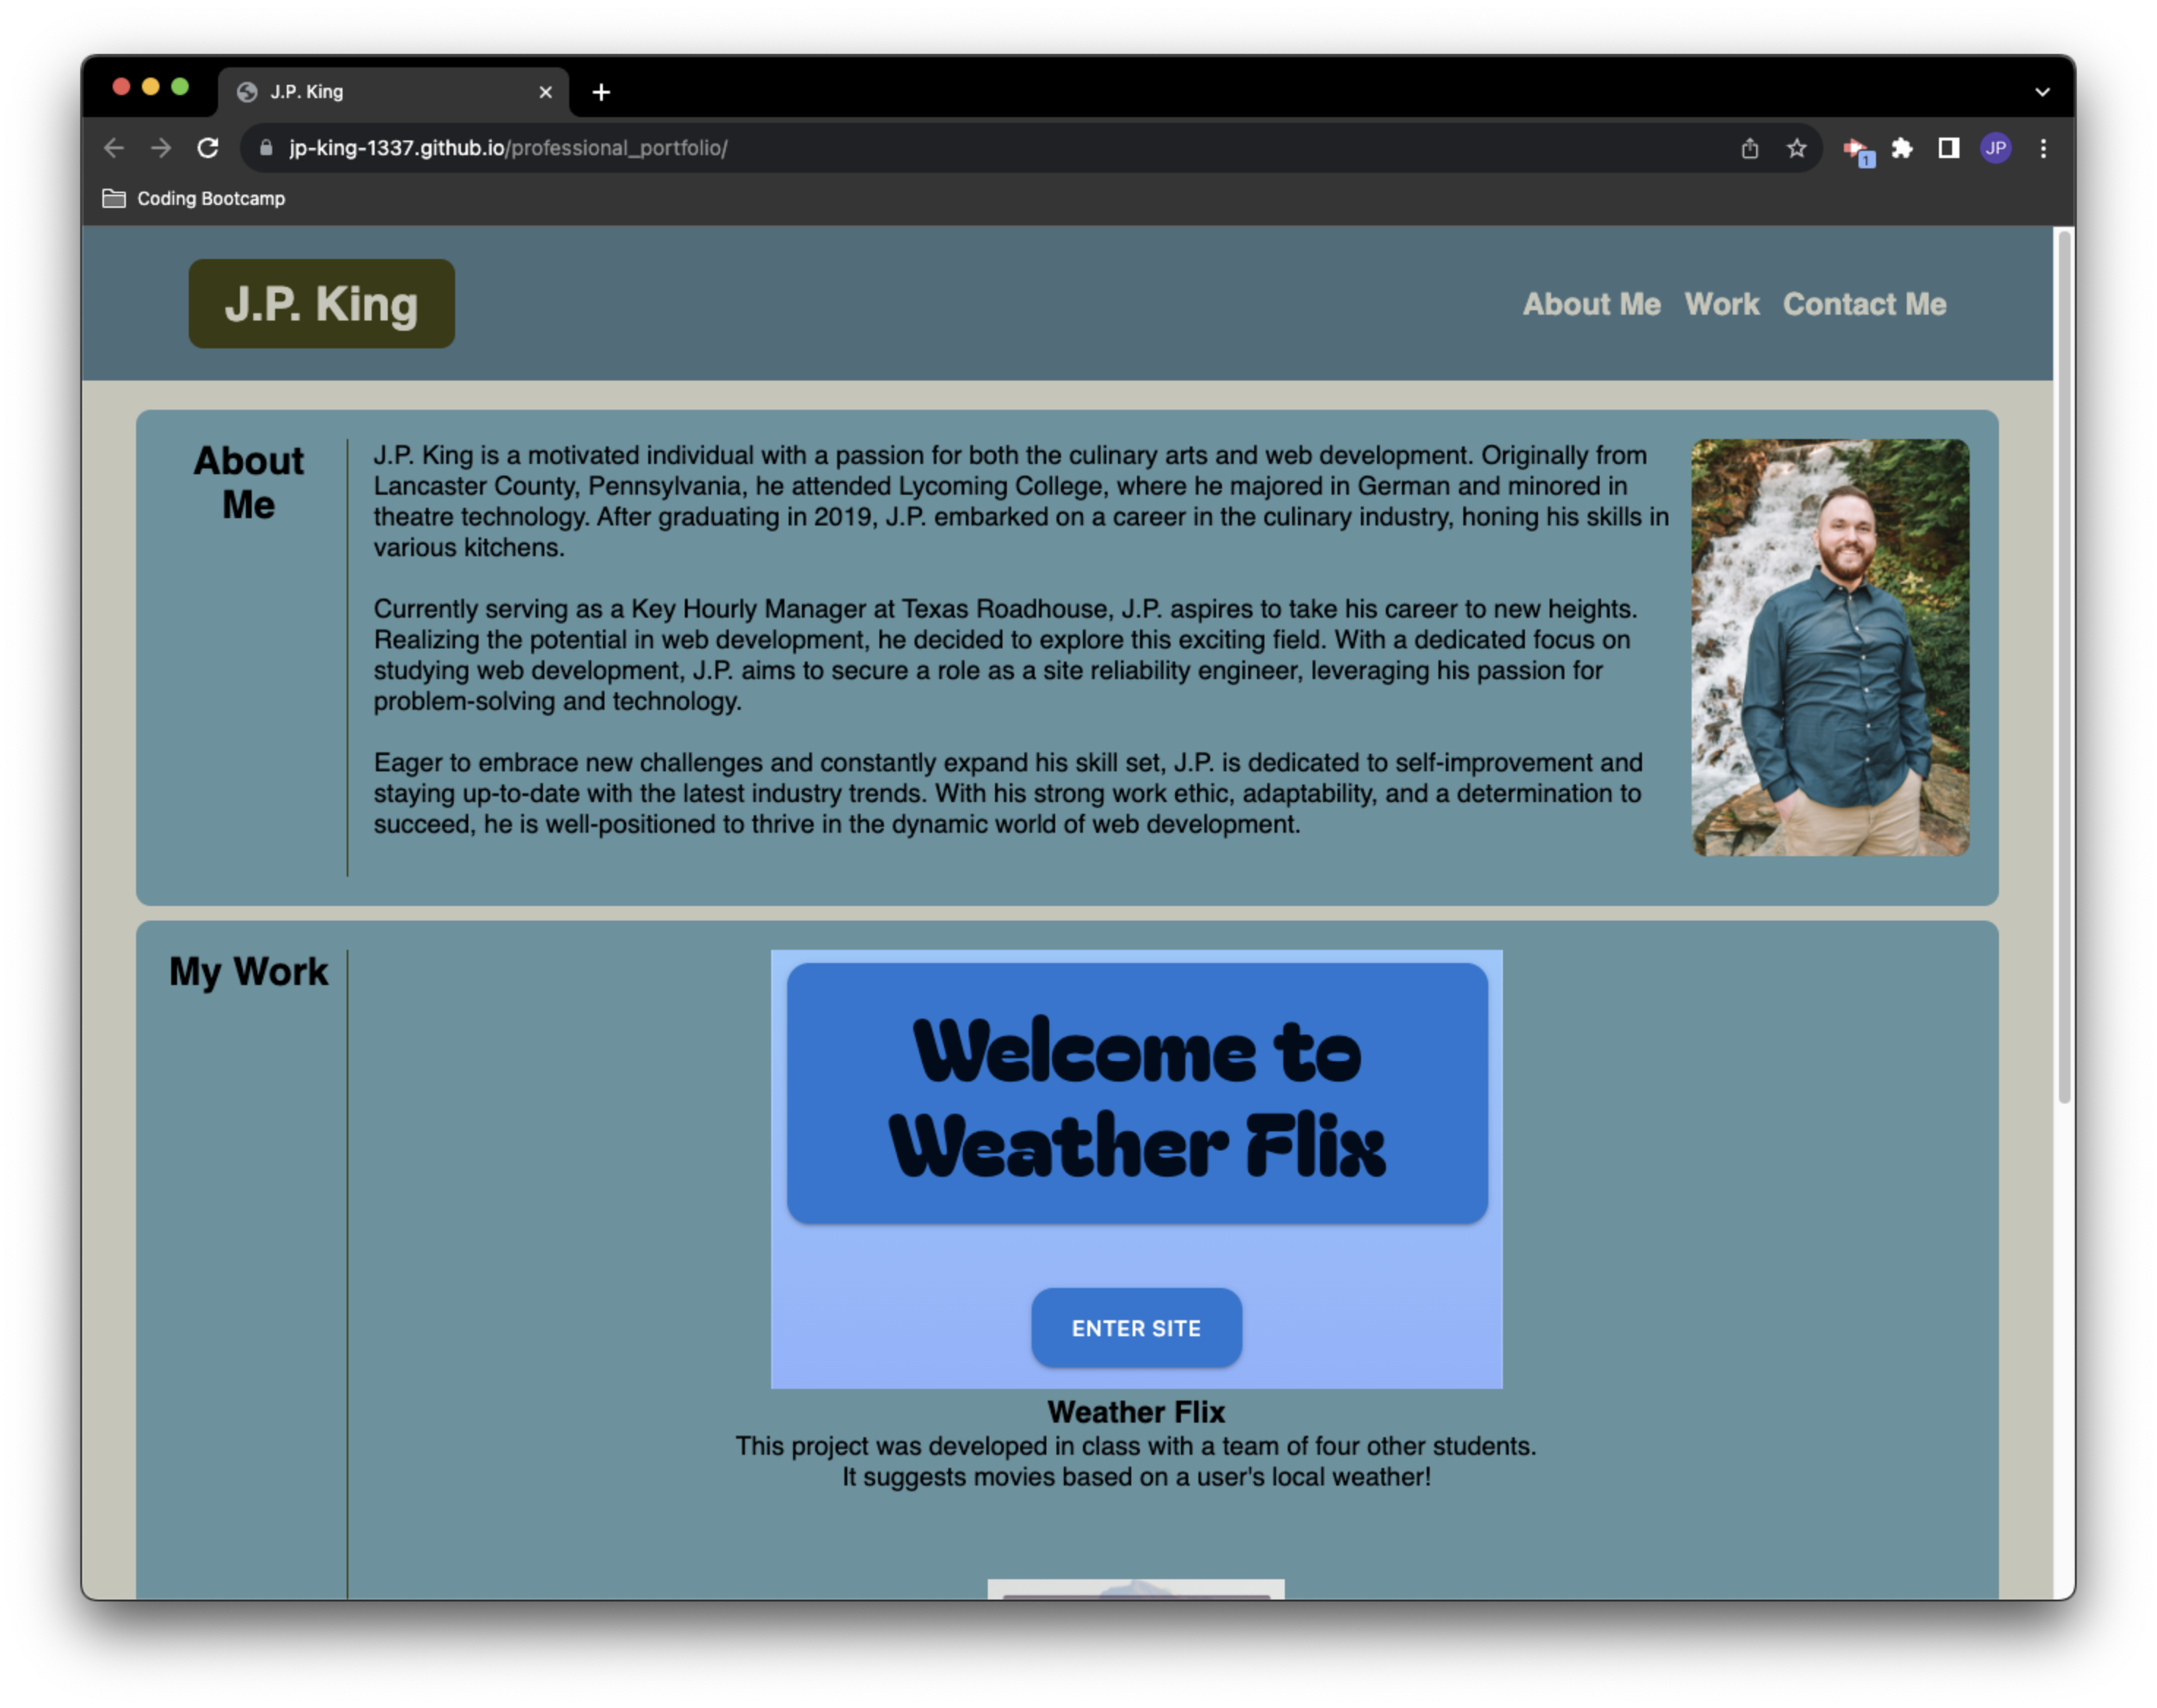 J.P. King
jp-king-1337.github.io/professional_portfolio/
1
JP
Coding Bootcamp
J.P. King
About Me Work Contact Me
About
Me
J.P. King is a motivated individual with a passion for both the culinary arts and web development. Originally from
Lancaster County, Pennsylvania, he attended Lycoming College, where he majored in German and minored in
theatre technology. After graduating in 2019, J.P. embarked on a career in the culinary industry, honing his skills in
various kitchens.
Currently serving as a Key Hourly Manager at Texas Roadhouse, J.P. aspires to take his career to new heights.
Realizing the potential in web development, he decided to explore this exciting field. With a dedicated focus on
studying web development, J.P. aims to secure a role as a site reliability engineer, leveraging his passion for
problem-solving and technology.
Eager to embrace new challenges and constantly expand his skill set, J.P. is dedicated to self-improvement and
staying up-to-date with the latest industry trends. With his strong work ethic, adaptability, and a determination to
succeed, he is well-positioned to thrive in the dynamic world of web development.
My Work
Welcome to
Weather Flix
ENTER SITE
Weather Flix
This project was developed in class with a team of four other students.
It suggests movies based on a user's local weather!